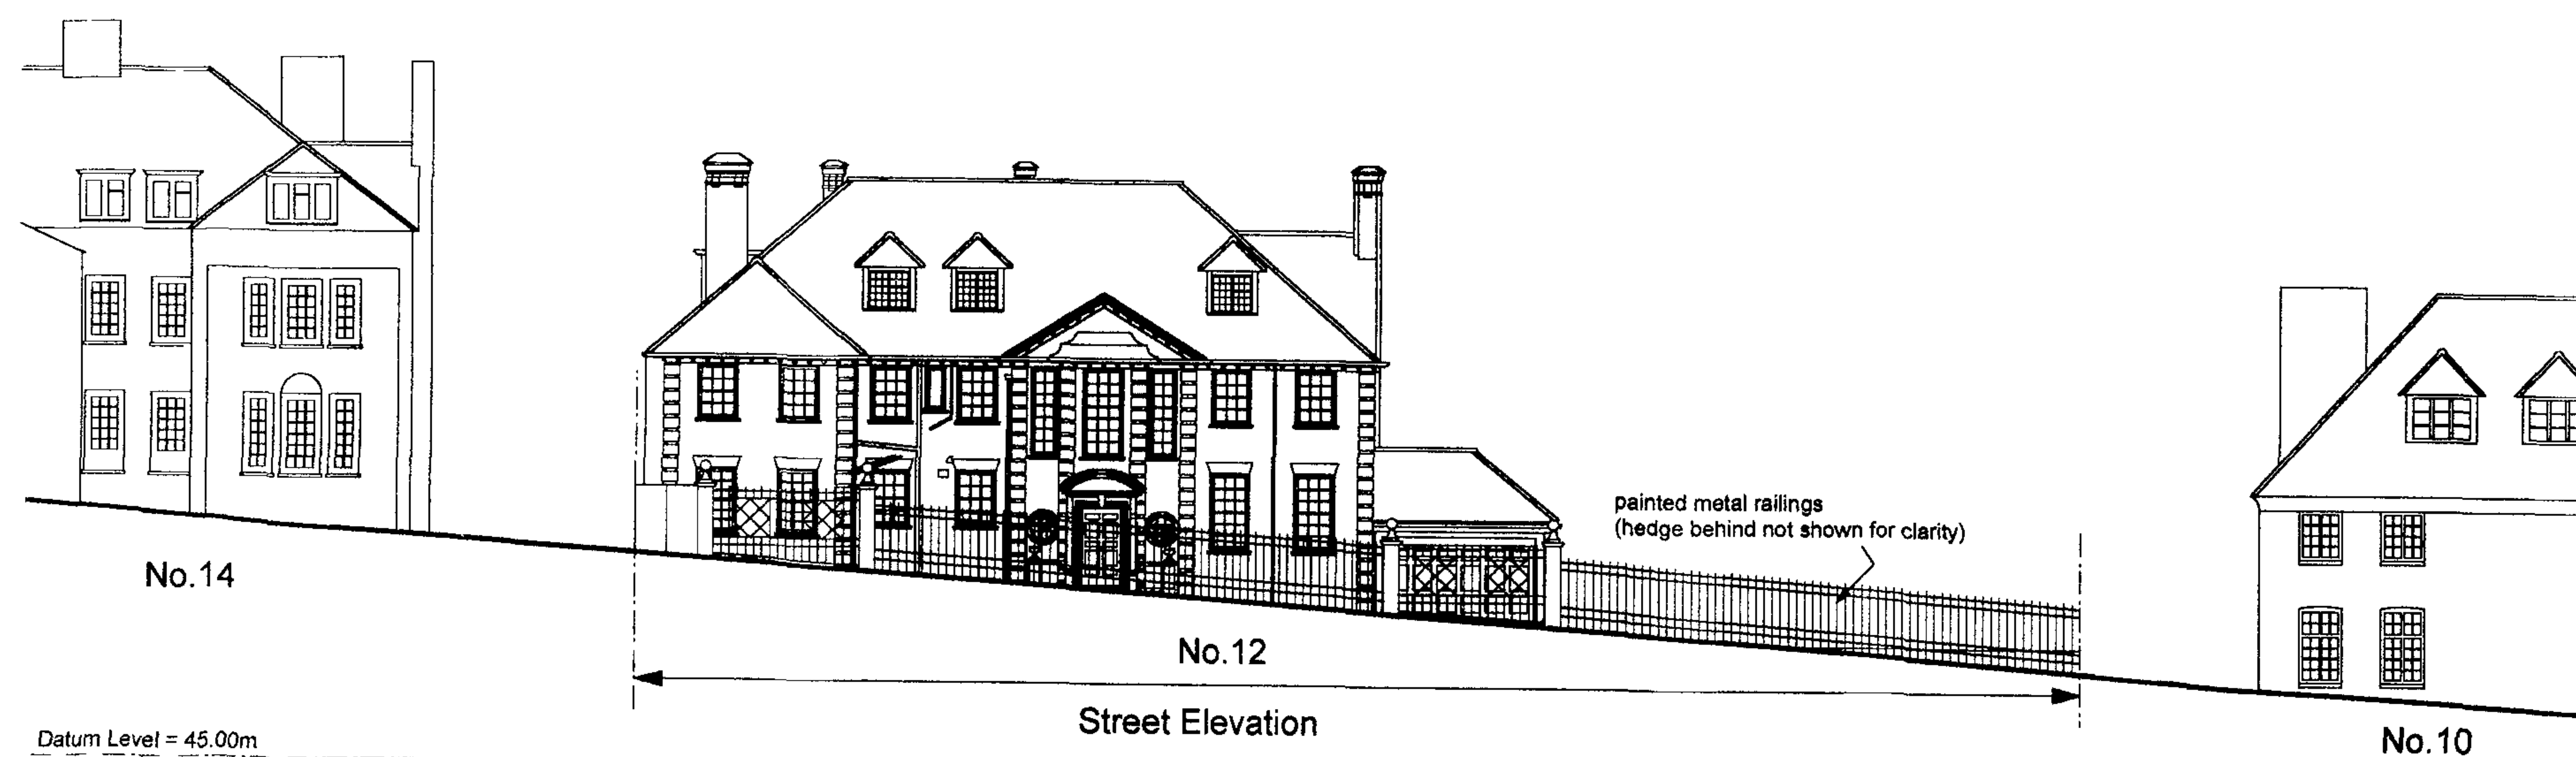 painted metal railings
(hedge behind not shown for clarity)
No.14
No.12
Street Elevation
No.10
Datum Level = 45.00m